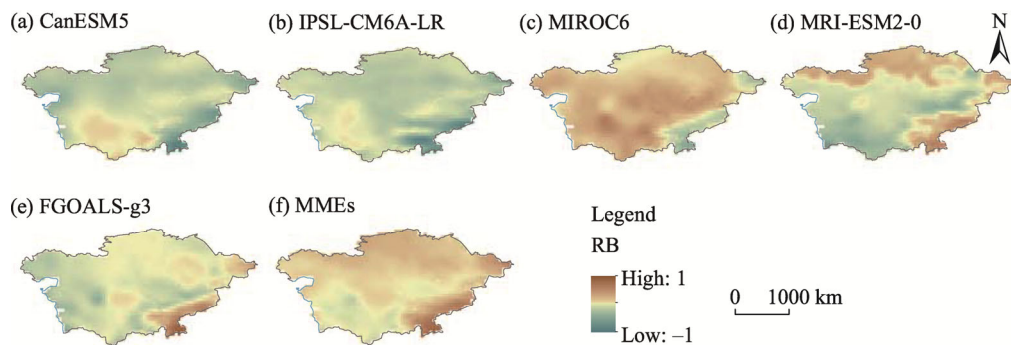 (a) CanESM5
(b) IPSL-CM6A-LR
(c) MIROC6
(d) MRI-ESM2-0
N
(e) FGOALS-g3
(f) MMEs
Legend
RB
High: 1
Low: –1
0 1000 km